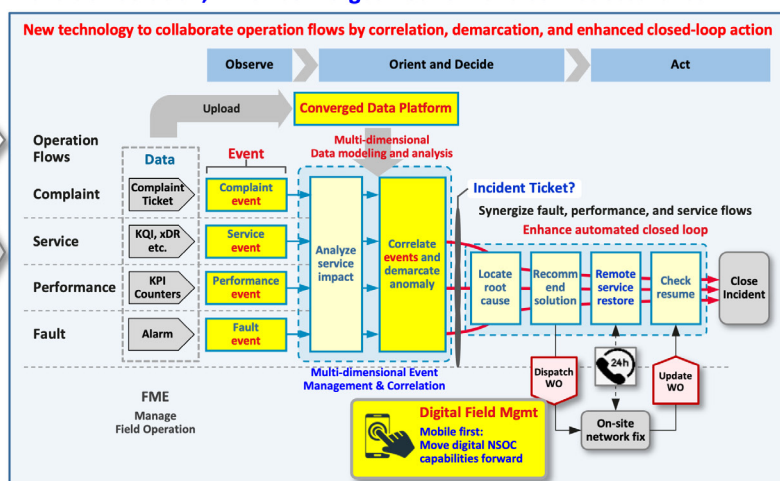 New technology to collaborate operation flows by correlation, demarcation, and enhanced closed-loop action
Observe
Orient and Decide
Act
Upload
Converged Data Platform
Operation
Flows
Data
Event
Multi-dimensional
Data modeling and analysis
Complaint
Complaint
Ticket
Complaint
event
Incident Ticket?
Synergize fault, performance, and service flows
Enhance automated closed loop
Service
KQI, xDR
etc.
Service
event
Analyze
service
impact
Correlate
events and
demarcate
anomaly
Performance
KPI
Counters
Performance
event
Locate
root
cause
Recomm
end
solution
Remote
service
restore
Check
resume
Close
Incident
Fault
Alarm
Fault
event
Multi-dimensional Event
Management & Correlation
Dispatch
WO
24h
Update
WO
FME
Manage
Field Operation
Digital Field Mgmt
Mobile first:
Move digital NSOC
capabilities forward
On-site
network fix